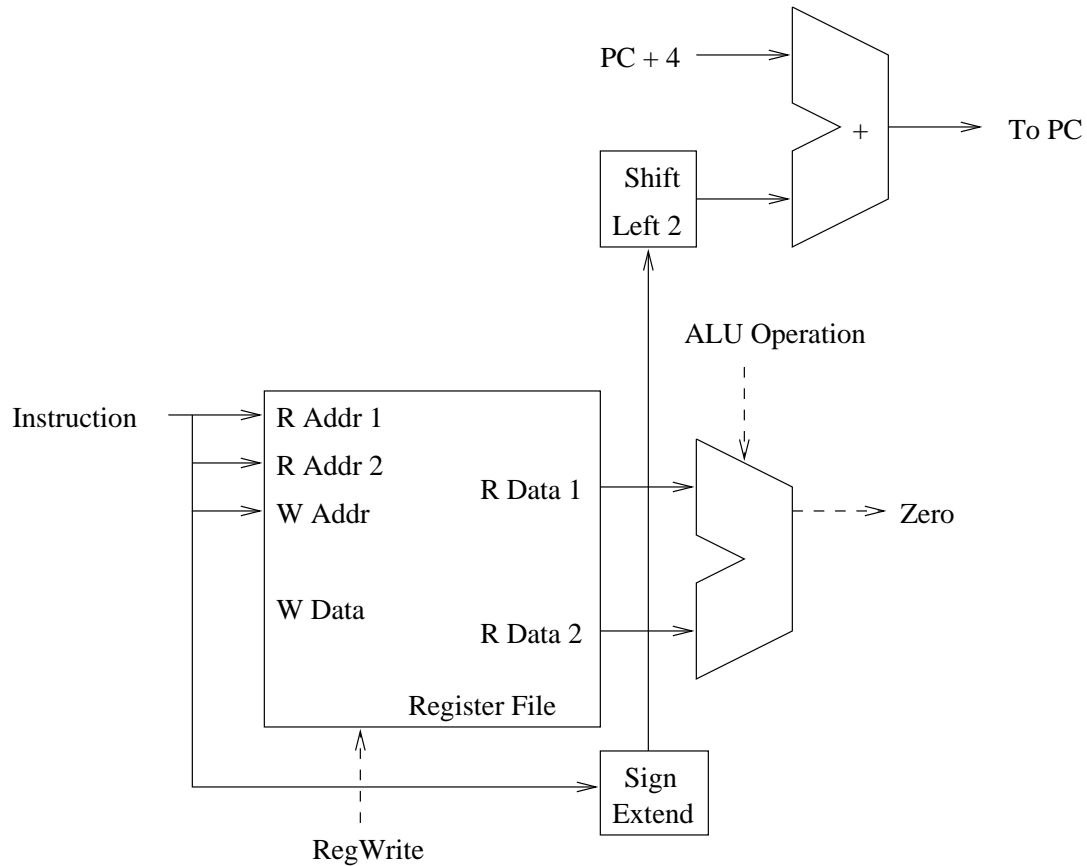 PC + 4
+
To PC
Shift
Left 2
ALU Operation
Instruction
R Addr 1
R Addr 2
W Addr
W Data
R Data 1
R Data 2
Register File
Zero
Sign
Extend
RegWrite